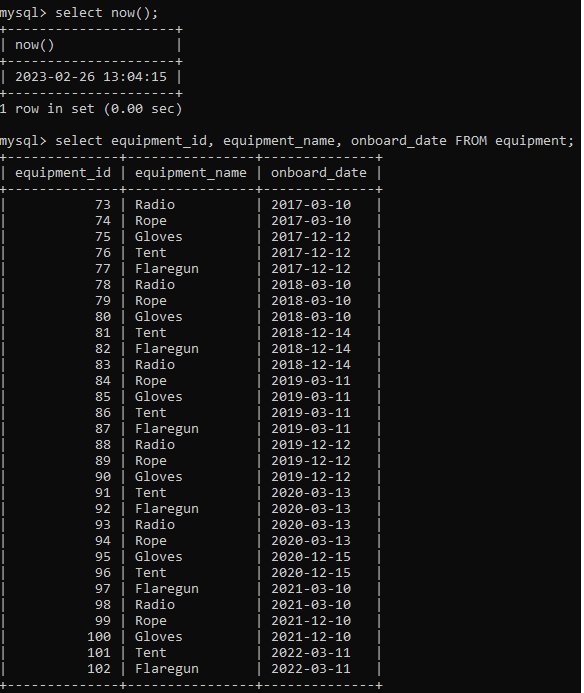 mysql> select now();
+---------------------+
| now()               |
+---------------------+
| 2023-02-26 13:04:15 |
+---------------------+
1 row in set (0.00 sec)

mysql> select equipment_id, equipment_name, onboard_date FROM equipment;
+--------------+----------------+--------------+
| equipment_id | equipment_name | onboard_date |
+--------------+----------------+--------------+
|           73 | Radio          | 2017-03-10   |
|           74 | Rope           | 2017-03-10   |
|           75 | Gloves         | 2017-12-12   |
|           76 | Tent           | 2017-12-12   |
|           77 | Flaregun       | 2017-12-12   |
|           78 | Radio          | 2018-03-10   |
|           79 | Rope           | 2018-03-10   |
|           80 | Gloves         | 2018-03-10   |
|           81 | Tent           | 2018-12-14   |
|           82 | Flaregun       | 2018-12-14   |
|           83 | Radio          | 2018-12-14   |
|           84 | Rope           | 2019-03-11   |
|           85 | Gloves         | 2019-03-11   |
|           86 | Tent           | 2019-03-11   |
|           87 | Flaregun       | 2019-03-11   |
|           88 | Radio          | 2019-12-12   |
|           89 | Rope           | 2019-12-12   |
|           90 | Gloves         | 2019-12-12   |
|           91 | Tent           | 2020-03-13   |
|           92 | Flaregun       | 2020-03-13   |
|           93 | Radio          | 2020-03-13   |
|           94 | Rope           | 2020-03-13   |
|           95 | Gloves         | 2020-12-15   |
|           96 | Tent           | 2020-12-15   |
|           97 | Flaregun       | 2021-03-10   |
|           98 | Radio          | 2021-03-10   |
|           99 | Rope           | 2021-12-10   |
|          100 | Gloves         | 2021-12-10   |
|          101 | Tent           | 2022-03-11   |
|          102 | Flaregun       | 2022-03-11   |
+--------------+----------------+--------------+